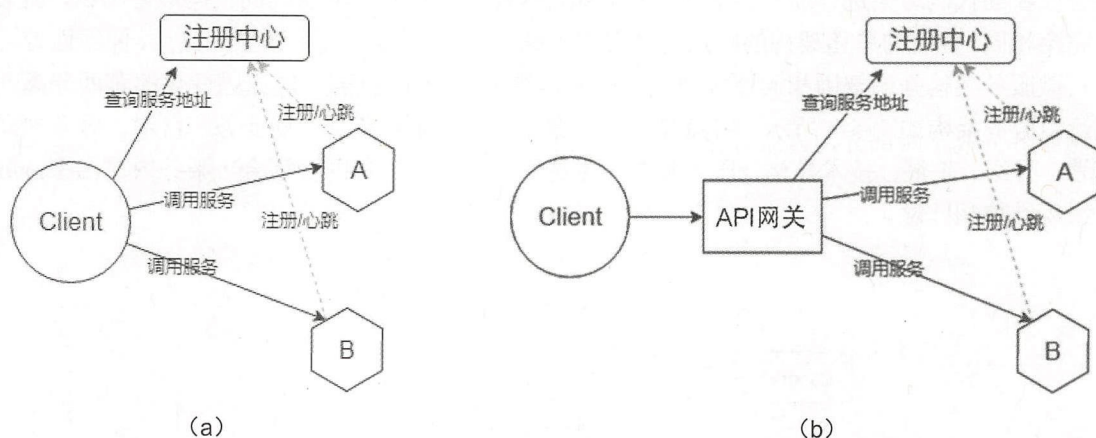 注册中心
查询服务地址
注册/心跳
A
调用服务
Client
注册/心跳
调用服务
B
(a)
注册中心
查询服务地址
注册/心跳
A
调用服务
Client
API网关
注册/心跳
调用服务
B
(b)